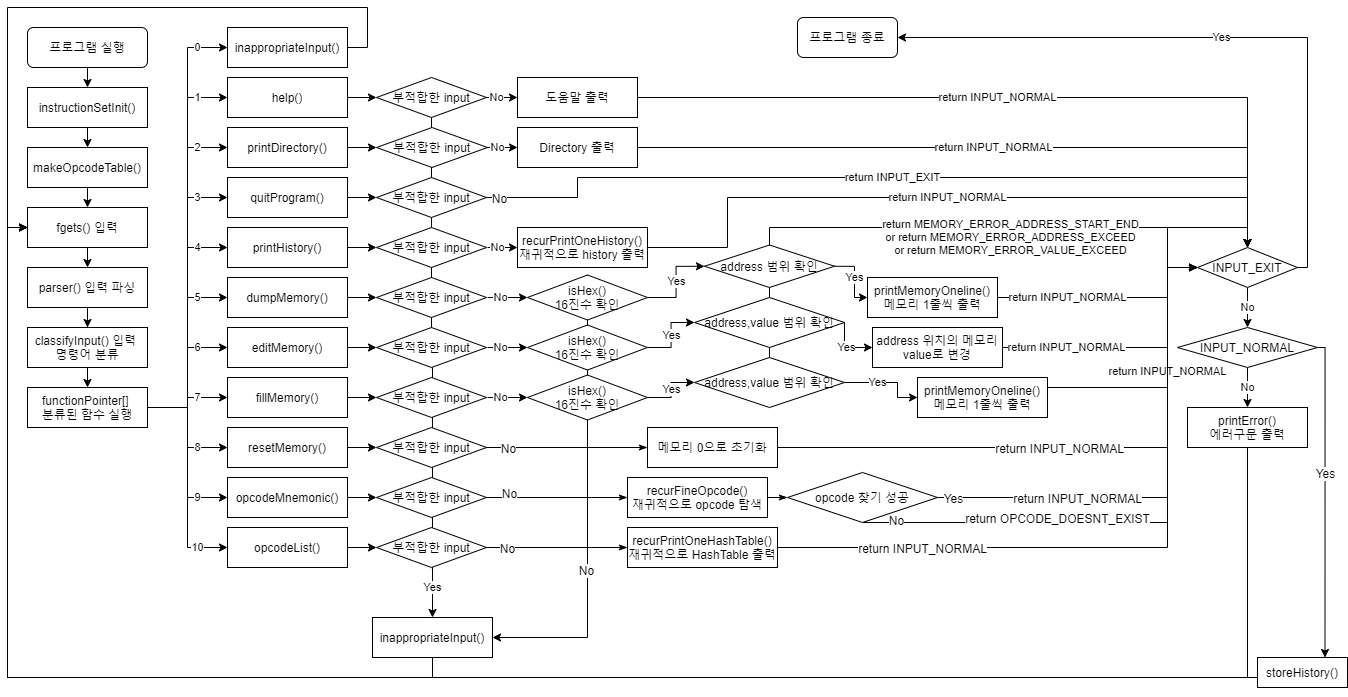 프로그램 실행
instructionSetInit()
makeOpcodeTable()
fgets() 입력
parser() 입력 파싱
classifyInput() 입력
명령어 분류
functionPointer[]
분류된 함수 실행
0
inappropriateInput()
프로그램 종료
Yes
1
help()
부적합한 input
No
도움말 출력
return INPUT_NORMAL
2
printDirectory()
부적합한 input
No
Directory 출력
return INPUT_NORMAL
3
quitProgram()
부적합한 input
No
return INPUT_EXIT
4
printHistory()
부적합한 input
No
recurPrintOneHistory()
재귀적으로 history 출력
return INPUT_NORMAL
return MEMORY_ERROR_ADDRESS_START_END
or return MEMORY_ERROR_ADDRESS_EXCEED
or return MEMORY_ERROR_VALUE_EXCEED
5
dumpMemory()
부적합한 input
No
isHex()
16진수 확인
Yes
address 범위 확인
Yes
printMemoryOneline()
메모리 1줄씩 출력
return INPUT_NORMAL
6
editMemory()
부적합한 input
No
isHex()
16진수 확인
Yes
address,value 범위 확인
Yes
address 위치의 메모리
value로 변경
return INPUT_NORMAL
7
fillMemory()
부적합한 input
No
isHex()
16진수 확인
Yes
address,value 범위 확인
Yes
printMemoryOneline()
메모리 1줄씩 출력
return INPUT_NORMAL
8
resetMemory()
부적합한 input
No
메모리 0으로 초기화
return INPUT_NORMAL
9
opcodeMnemonic()
부적합한 input
No
recurFineOpcode()
재귀적으로 opcode 탐색
opcode 찾기 성공
Yes
return INPUT_NORMAL
No
return OPCODE_DOESNT_EXIST
10
opcodeList()
부적합한 input
No
recurPrintOneHashTable()
재귀적으로 HashTable 출력
return INPUT_NORMAL
Yes
No
inappropriateInput()
INPUT_EXIT
No
INPUT_NORMAL
No
printError()
에러구문 출력
Yes
storeHistory()